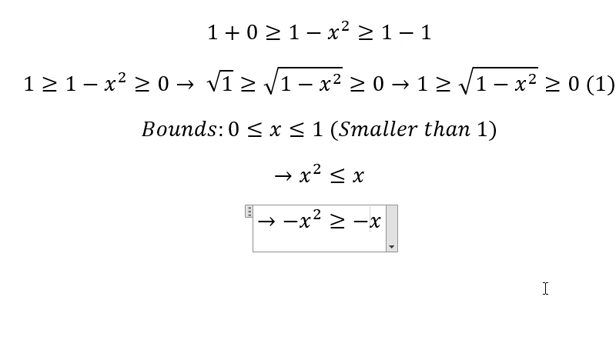 1 + 0 ≥ 1 − x² ≥ 1 − 1
1 ≥ 1 − x² ≥ 0 → √1 ≥ √(1 − x²) ≥ 0 → 1 ≥ √(1 − x²) ≥ 0 (1)
Bounds: 0 ≤ x ≤ 1 (Smaller than 1)
→ x² ≤ x
→ −x² ≥ −x